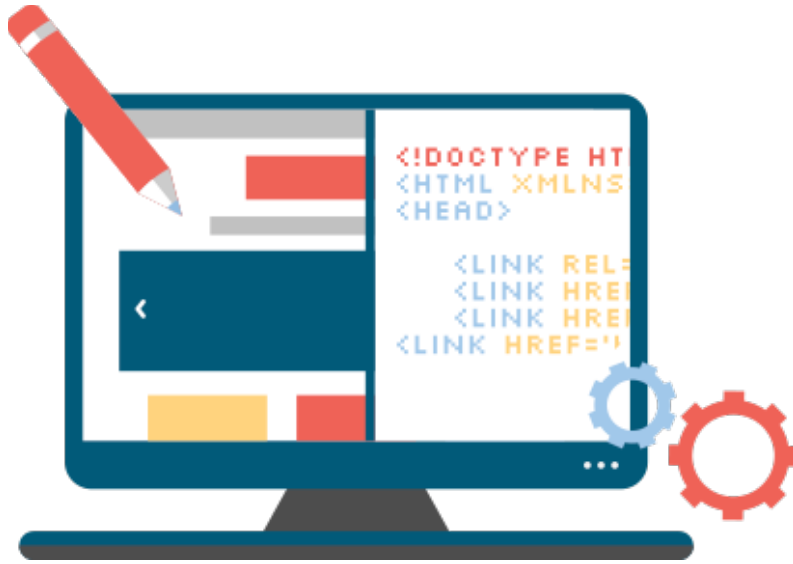 <!DOCTYPE HT
<HTML XMLNS
<HEAD>
<LINK REL=
<LINK HREF
<LINK HREF
<LINK HREF="